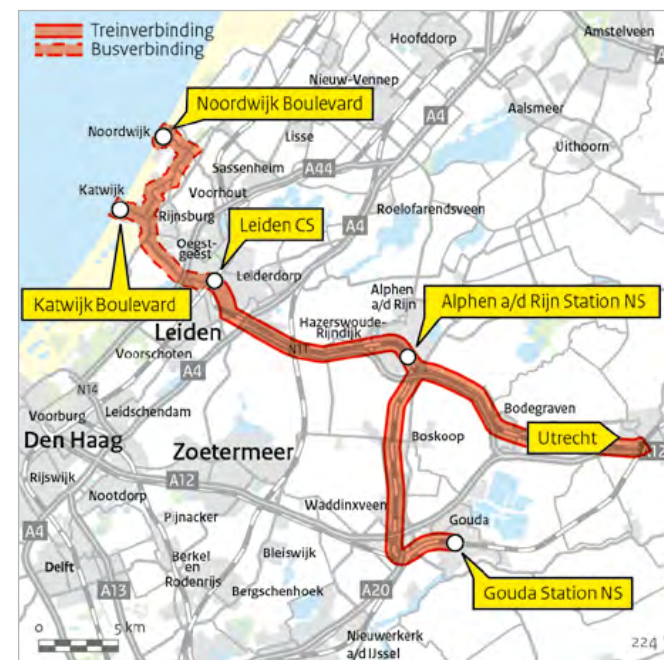 Treinverbinding
Busverbinding
Hoofddorp
Amstelveen
Nieuw-Vennep
Noordwijk Boulevard
A4
Aalsmeer
Noordwijk
Lisse
Uithoorn
Sassenheim
A44
Katwijk
Voorhout
Roelofarendsveen
Rijnsburg
Leiden CS
A4
Oegst-
geest
Leiderdorp
Alphen
a/d Rijn
Katwijk Boulevard
Alphen a/d Rijn Station NS
Hazerswoude-
Rijndijk
Leiden
N11
Voorschoten
A4
N14
Bodegraven
Voorburg
Leidschendam
Boskoop
Utrecht
A12
Den Haag
Zoetermeer
Rijswijk
A12
Waddinxveen
Nootdorp
Gouda
Pijnacker
A4
Bleiswijk
Berkel
en
Rodenrijs
Delft
A13
Bergschenhoek
A20
Gouda Station NS
0 5 km
Nieuwerkerk
a/d IJssel
224